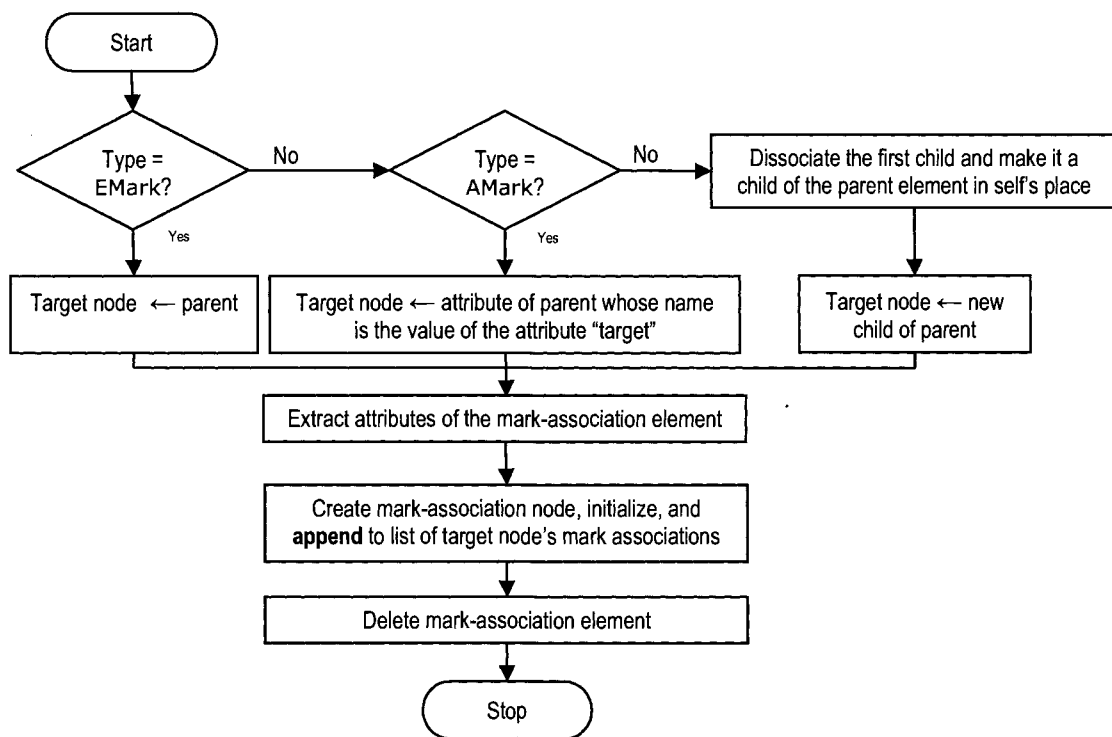 Start
Type =
EMark?
No
Type =
AMark?
No
Dissociate the first child and make it a
child of the parent element in self's place
Yes
Yes
Target node ← parent
Target node ← attribute of parent whose name
is the value of the attribute “target”
Target node ← new
child of parent
Extract attributes of the mark-association element
Create mark-association node, initialize, and
append to list of target node's mark associations
Delete mark-association element
Stop